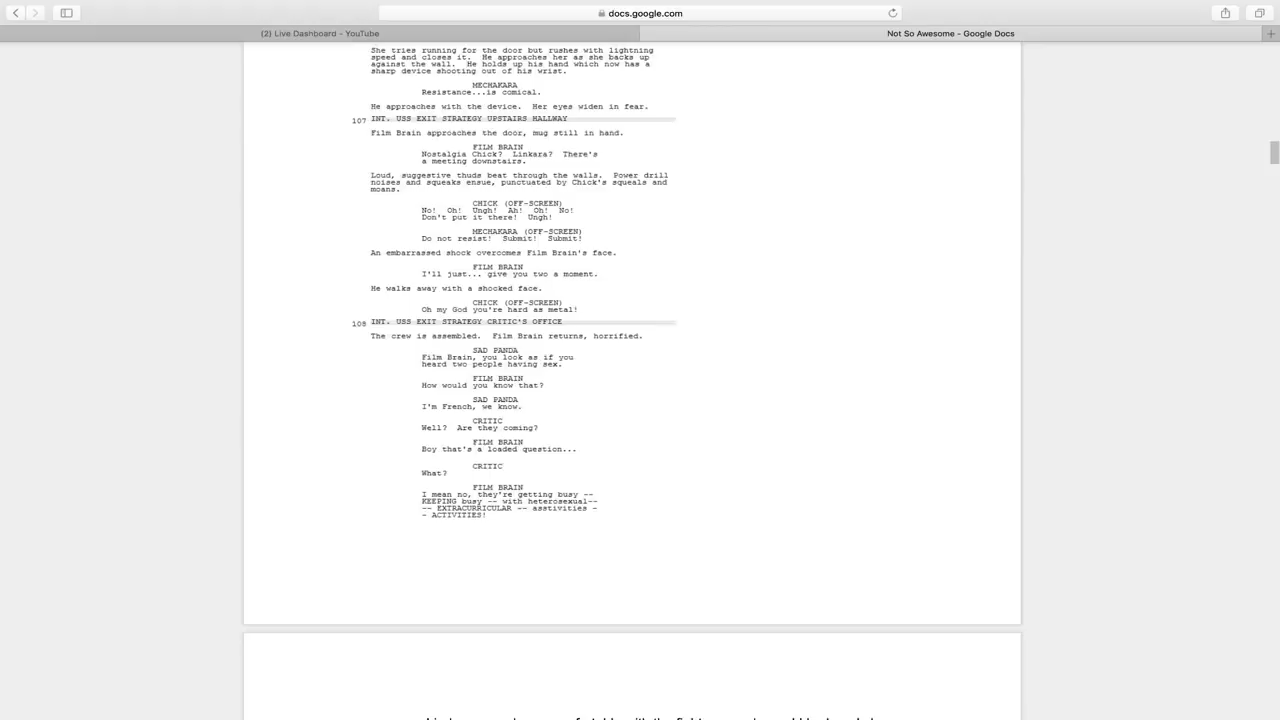 docs.google.com
(2) Live Dashboard - YouTube
Not So Awesome - Google Docs
She tries running for the door but rushes with lightning
speed and closes it. He approaches her as she backs up
against the wall. He holds up his hand which now has a
sharp device shooting out of his wrist.
MECHAKARA
Resistance...is comical.
He approaches with the device. Her eyes widen in fear.
107 INT. USS EXIT STRATEGY UPSTAIRS HALLWAY
Film Brain approaches the door, mug still in hand.
FILM BRAIN
Nostalgia Chick? Linkara? There's
a meeting downstairs.
Loud, suggestive thuds beat through the walls. Power drill
noises and squeaks ensue, punctuated by Chick's squeals and
moans.
CHICK (OFF-SCREEN)
No! Oh! Ungh! Ah! Oh! No!
Don't put it there! Ungh!
MECHAKARA (OFF-SCREEN)
Do not resist! Submit! Submit!
An embarrassed shock overcomes Film Brain's face.
FILM BRAIN
I'll just... give you two a moment.
He walks away with a shocked face.
CHICK (OFF-SCREEN)
Oh my God you're hard as metal!
108 INT. USS EXIT STRATEGY CRITIC'S OFFICE
The crew is assembled. Film Brain returns, horrified.
SAD PANDA
Film Brain, you look as if you
heard two people having sex.
FILM BRAIN
How would you know that?
SAD PANDA
I'm French, we know.
CRITIC
Well? Are they coming?
FILM BRAIN
Boy that's a loaded question...
CRITIC
What?
FILM BRAIN
I mean no, they're getting busy --
KEEPING busy -- with heterosexual--
-- EXTRACURRICULAR -- asstivities -
- ACTIVITIES!